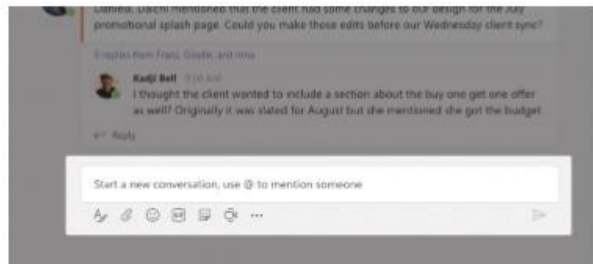 Daniela, Daichi mentioned that the client had some changes to our design for the July
promotional splash page. Could you make those edits before our Wednesday client sync?
3 replies from Franz, and
Kadji Bell AM
I thought the client wanted to include a section about the buy one get one offer
as well! Originally it was slated for August but she mentioned she got the budget.
Reply
Start a new conversation, use @ to mention someone
GIF